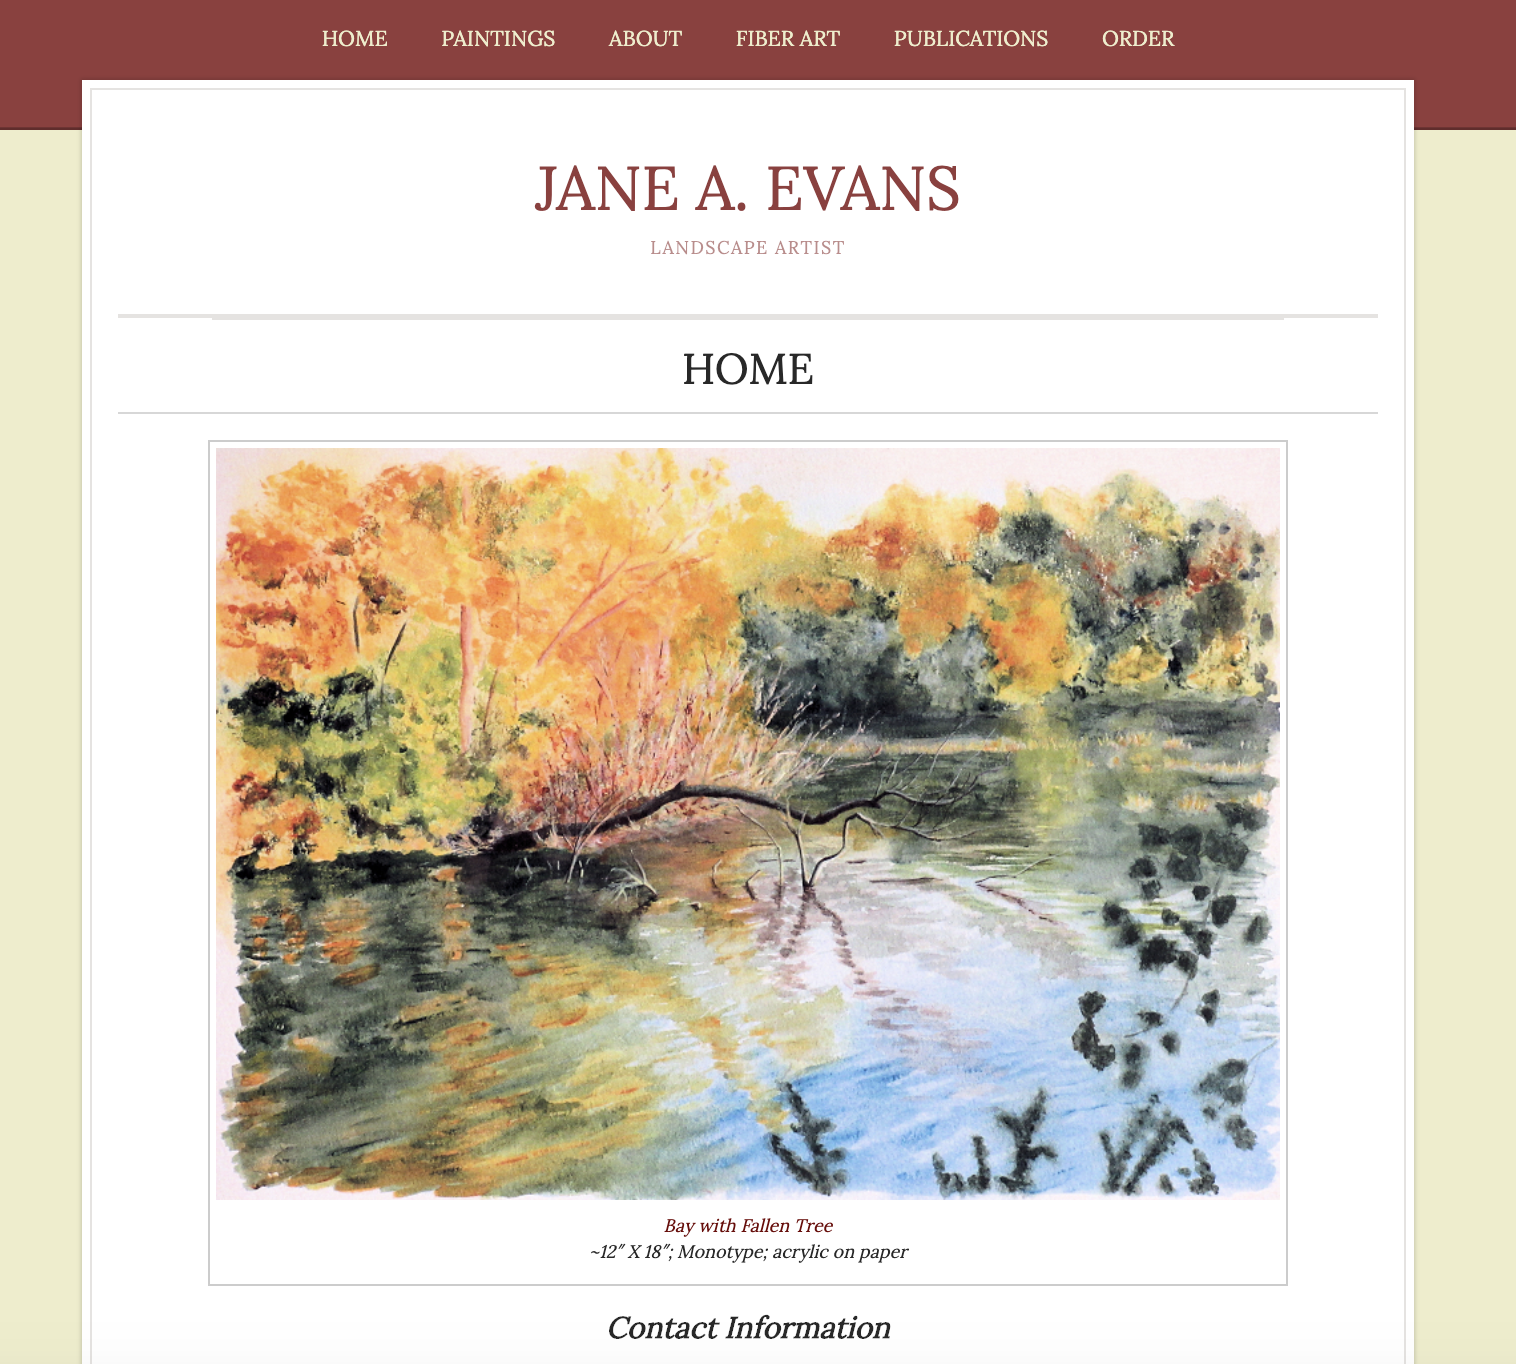 HOME PAINTINGS ABOUT FIBER ART PUBLICATIONS ORDER
JANE A. EVANS
LANDSCAPE ARTIST
HOME
Bay with Fallen Tree
~12″ X 18″; Monotype; acrylic on paper
Contact Information